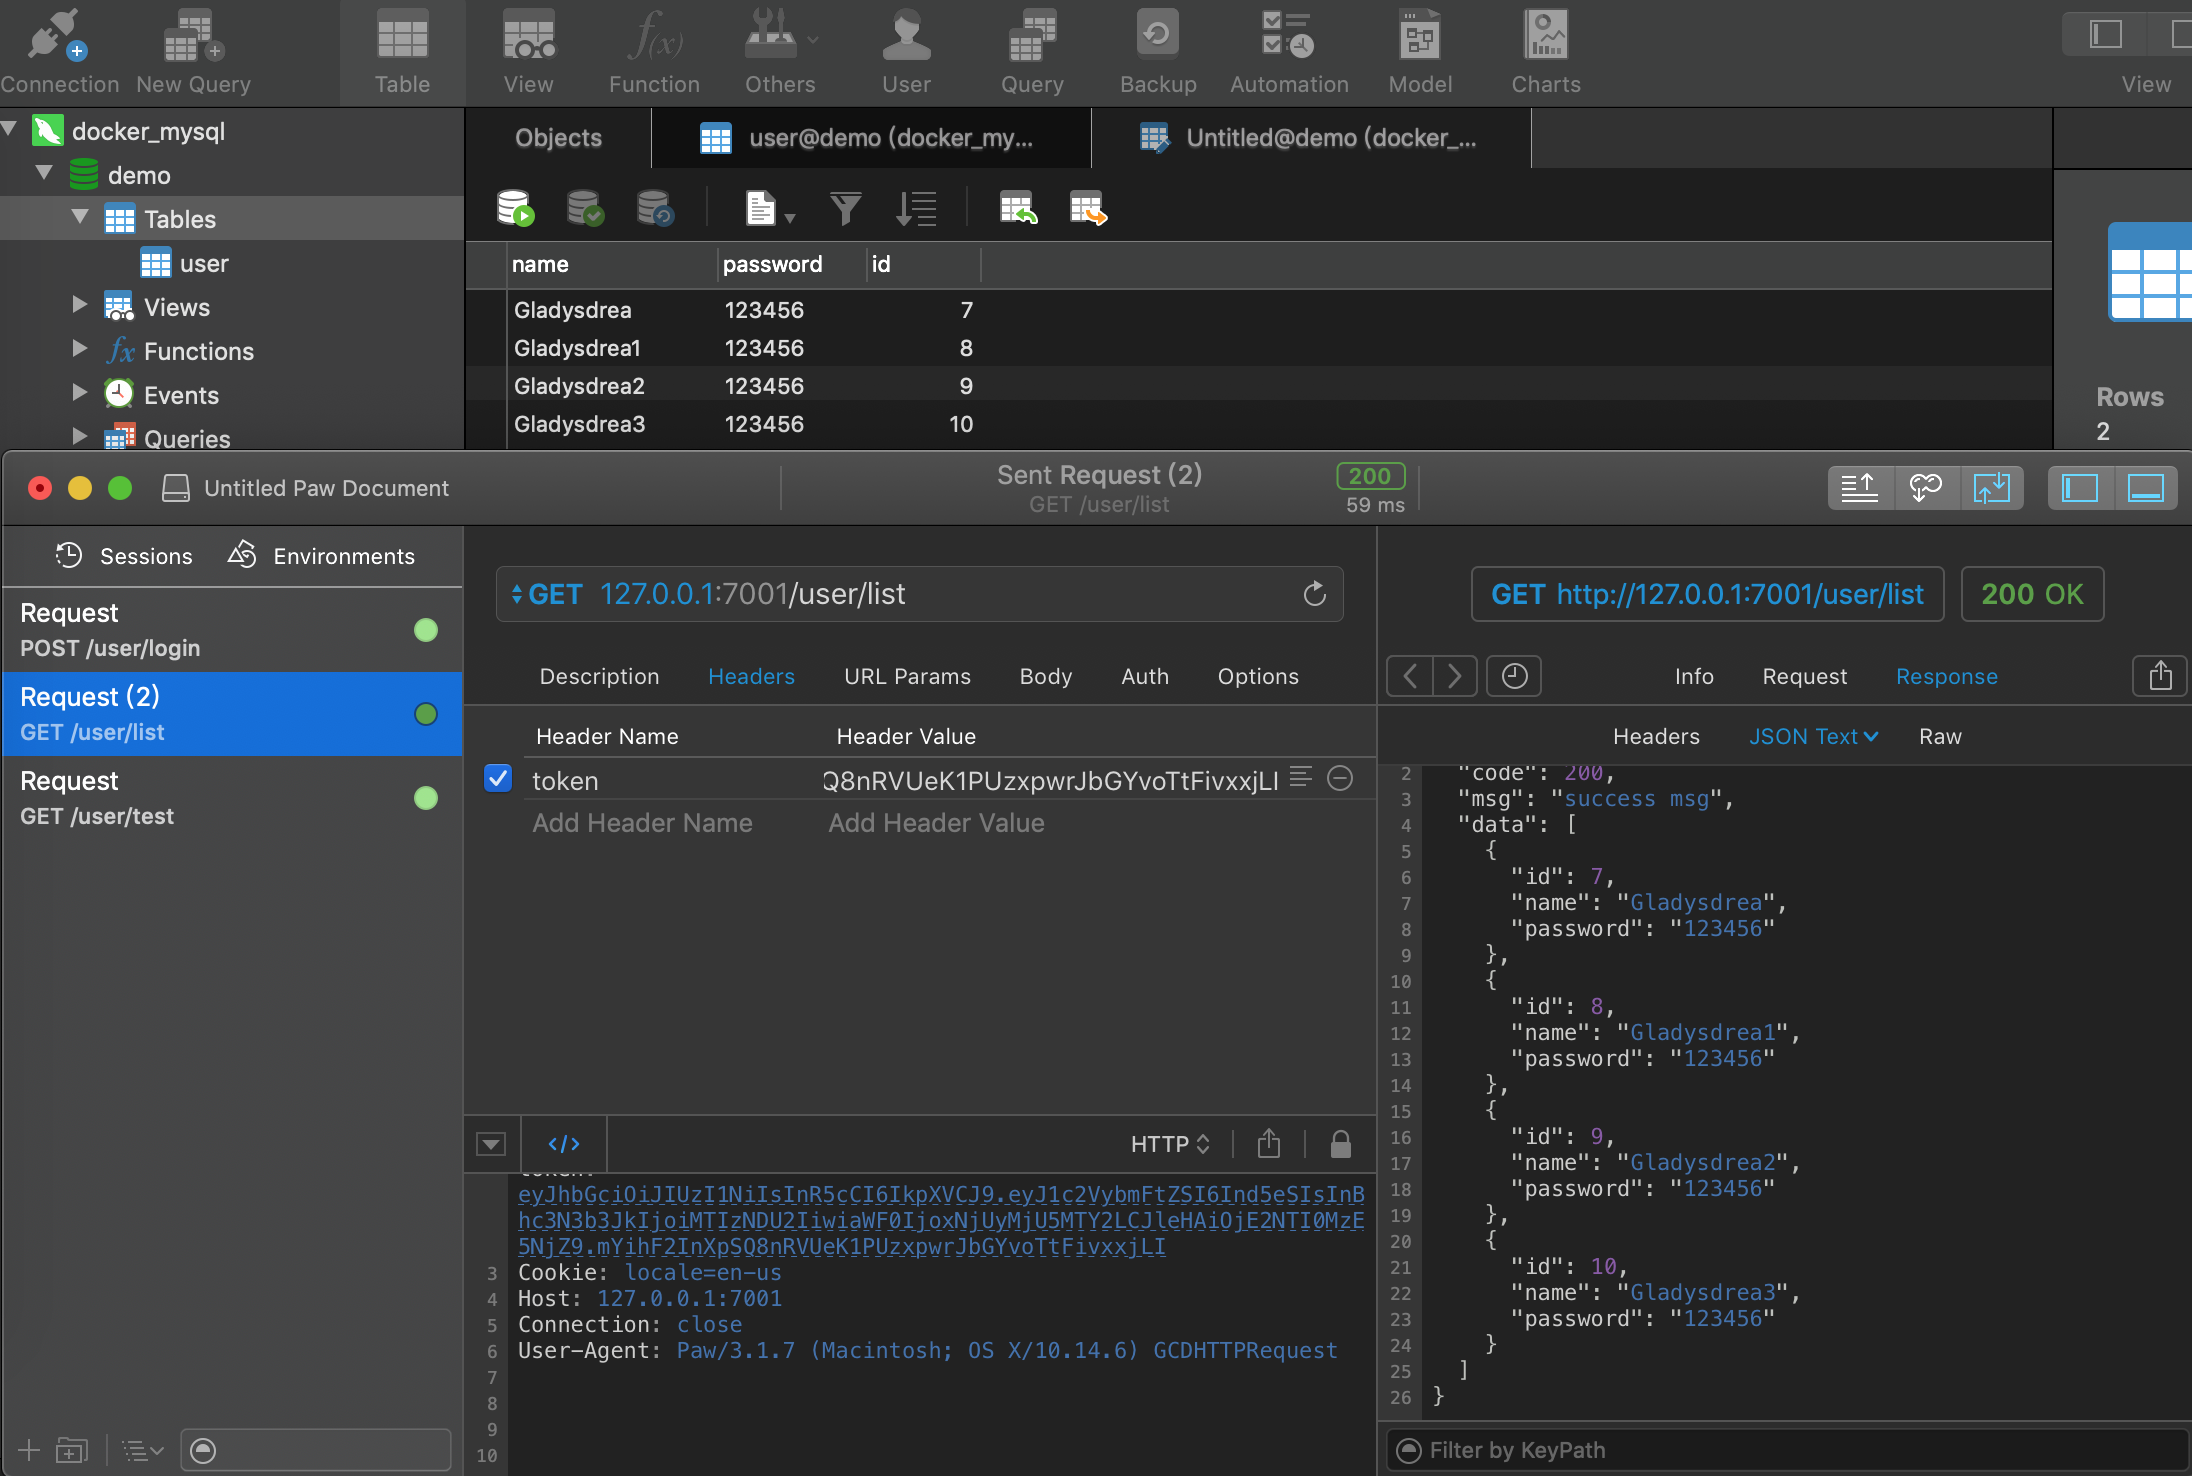 Connection New Query Table View Function Others User Query Backup Automation Model Charts View
docker_mysql
demo
Tables
user
Views
Functions
Events
Queries
Objects user@demo (docker_my... Untitled@demo (docker_...
name password id
Gladysdrea 123456 7
Gladysdrea1 123456 8
Gladysdrea2 123456 9
Gladysdrea3 123456 10
Rows
2
Untitled Paw Document
Sent Request (2) 200
GET /user/list 59 ms
Sessions Environments
Request
POST /user/login
Request (2)
GET /user/list
Request
GET /user/test
GET 127.0.0.1:7001/user/list
Description Headers URL Params Body Auth Options
Header Name Header Value
token Q8nRVUeK1PUzxpwrJbGYvoTtFivxxjLI
Add Header Name Add Header Value
</> HTTP
token:
eyJhbGciOiJIUzI1NiIsInR5cCI6IkpXVCJ9.eyJ1c2VybmFtZSI6Ind5eSIsInB
hc3N3b3JkIjoiMTIzNDU2IiwiaWF0IjoxNjUyMjU5MTY2LCJleHAiOjE2NTI0MzE
5NjZ9.mYihF2InXpSQ8nRVUeK1PUzxpwrJbGYvoTtFivxxjLI
3 Cookie: locale=en-us
4 Host: 127.0.0.1:7001
5 Connection: close
6 User-Agent: Paw/3.1.7 (Macintosh; OS X/10.14.6) GCDHTTPRequest
7
8
9
10
GET http://127.0.0.1:7001/user/list 200 OK
Info Request Response
Headers JSON Text Raw
2 "code": 200,
3 "msg": "success msg",
4 "data": [
5 {
6 "id": 7,
7 "name": "Gladysdrea",
8 "password": "123456"
9 },
10 {
11 "id": 8,
12 "name": "Gladysdrea1",
13 "password": "123456"
14 },
15 {
16 "id": 9,
17 "name": "Gladysdrea2",
18 "password": "123456"
19 },
20 {
21 "id": 10,
22 "name": "Gladysdrea3",
23 "password": "123456"
24 }
25 ]
26 }
Filter by KeyPath